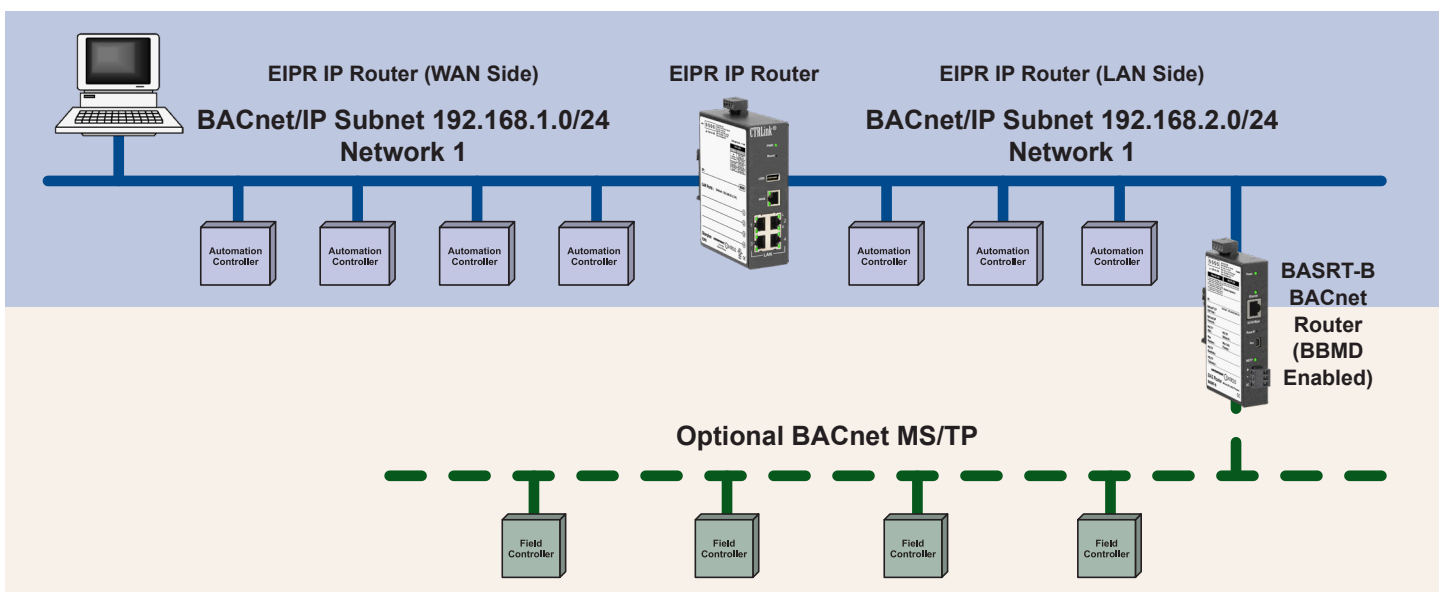 EIPR IP Router (WAN Side)
EIPR IP Router
EIPR IP Router (LAN Side)
BACnet/IP Subnet 192.168.1.0/24
Network 1
BACnet/IP Subnet 192.168.2.0/24
Network 1
CTRLink®
LAN
Automation
Controller
Automation
Controller
Automation
Controller
Automation
Controller
Automation
Controller
Automation
Controller
Automation
Controller
BASRT-B
BACnet
Router
(BBMD
Enabled)
Optional BACnet MS/TP
Field
Controller
Field
Controller
Field
Controller
Field
Controller